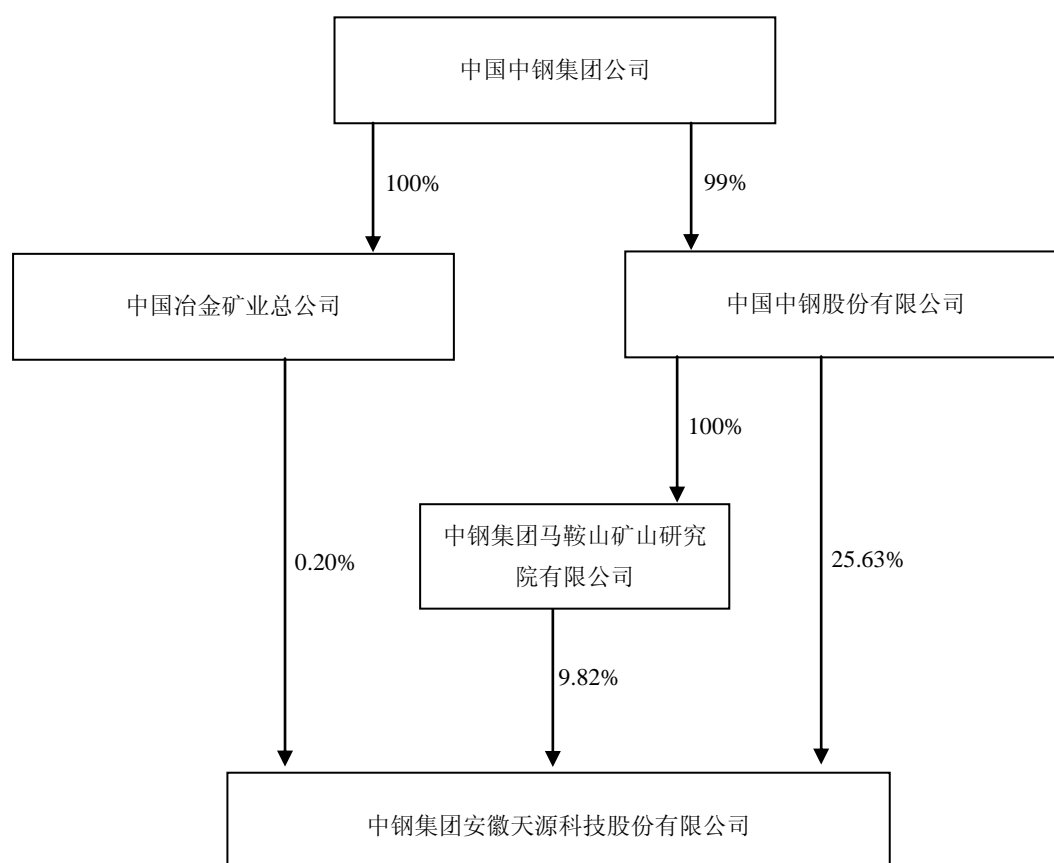 中国中钢集团公司
100%
99%
中国冶金矿业总公司
中国中钢股份有限公司
100%
中钢集团马鞍山矿山研究
院有限公司
0.20%
25.63%
9.82%
中钢集团安徽天源科技股份有限公司